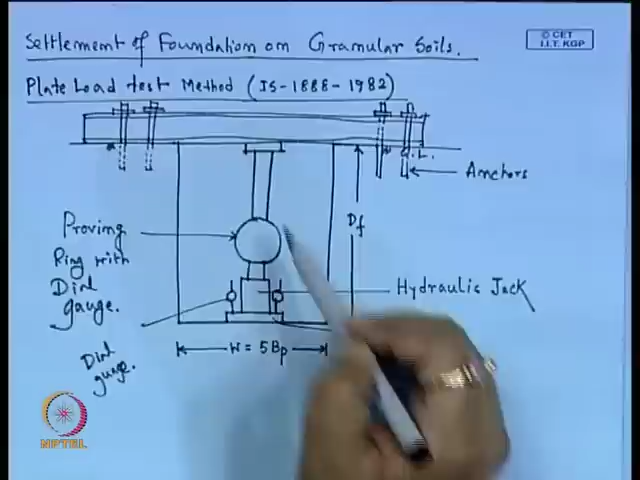 Settlement of Foundation on Granular Soils.
© CET
I.I.T. KGP
Plate Load test Method (IS-1888-1982)
G.L.
Anchors
Df
Proving
Ring with
Dial
gauge.
Hydraulic Jack
Dial
gauge.
W = 5Bp
NPTEL